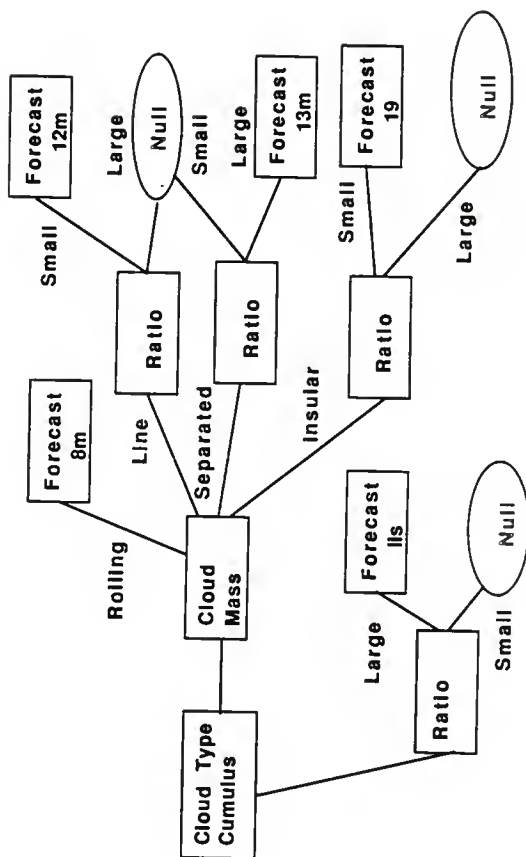 Forecast
12m
Small
Large
Null
Small
Forecast
13m
Large
Forecast
19
Small
Null
Large
Ratio
Ratio
Ratio
Forecast
8m
Line
Separated
Insular
Rolling
Cloud
Mass
Forecast
IIs
Null
Large
Small
Ratio
Cloud Type
Cumulus